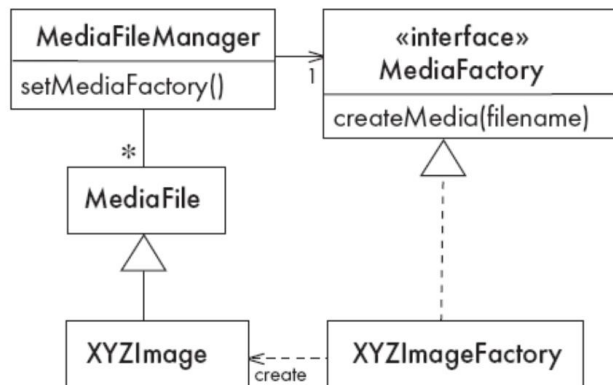 MediaFileManager
setMediaFactory()
1
«interface»
MediaFactory
createMedia(filename)
*
MediaFile
XYZImage
create
XYZImageFactory